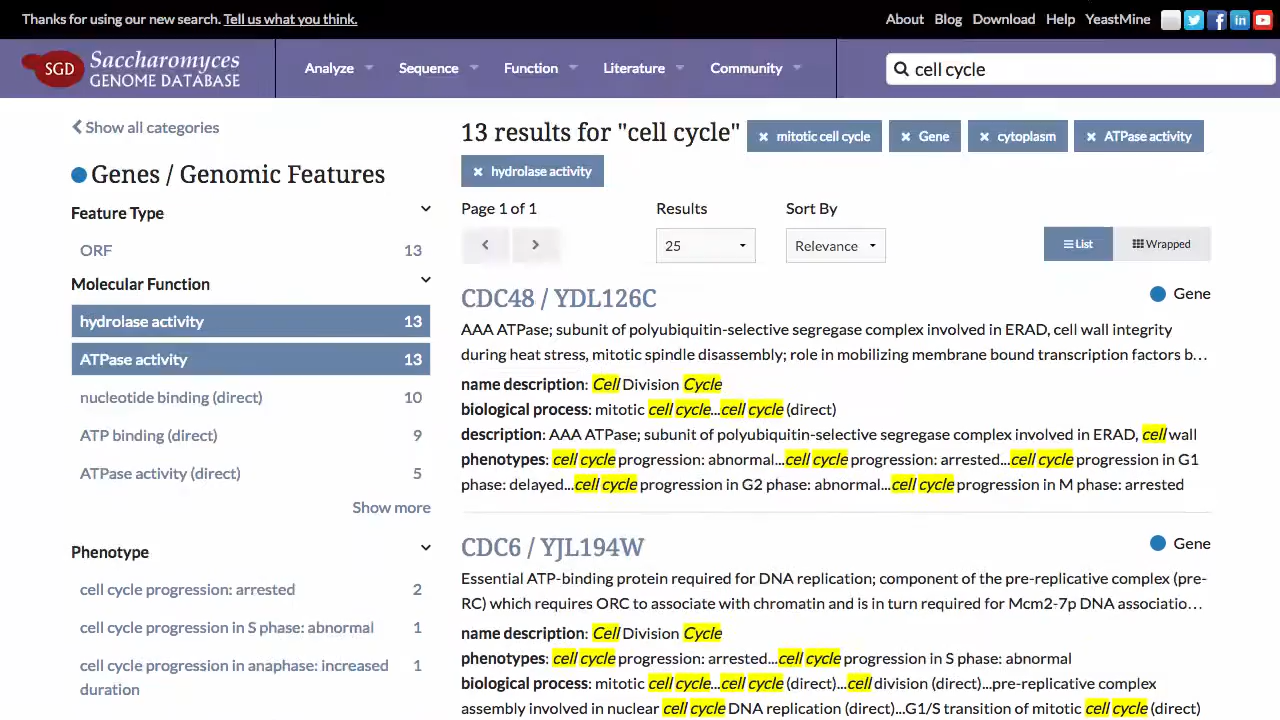 Thanks for using our new search. Tell us what you think.
About Blog Download Help YeastMine
SGD Saccharomyces GENOME DATABASE
Analyze Sequence Function Literature Community
cell cycle
Show all categories
Genes / Genomic Features
Feature Type
ORF 13
Molecular Function
hydrolase activity 13
ATPase activity 13
nucleotide binding (direct) 10
ATP binding (direct) 9
ATPase activity (direct) 5
Show more
Phenotype
cell cycle progression: arrested 2
cell cycle progression in S phase: abnormal 1
cell cycle progression in anaphase: increased 1
duration
13 results for "cell cycle" × mitotic cell cycle × Gene × cytoplasm × ATPase activity
× hydrolase activity
Page 1 of 1 Results Sort By
25 Relevance List Wrapped
CDC48 / YDL126C Gene
AAA ATPase; subunit of polyubiquitin-selective segregase complex involved in ERAD, cell wall integrity
during heat stress, mitotic spindle disassembly; role in mobilizing membrane bound transcription factors b...
name description: Cell Division Cycle
biological process: mitotic cell cycle...cell cycle (direct)
description: AAA ATPase; subunit of polyubiquitin-selective segregase complex involved in ERAD, cell wall
phenotypes: cell cycle progression: abnormal...cell cycle progression: arrested...cell cycle progression in G1
phase: delayed...cell cycle progression in G2 phase: abnormal...cell cycle progression in M phase: arrested
CDC6 / YJL194W Gene
Essential ATP-binding protein required for DNA replication; component of the pre-replicative complex (pre-
RC) which requires ORC to associate with chromatin and is in turn required for Mcm2-7p DNA associatio...
name description: Cell Division Cycle
phenotypes: cell cycle progression: arrested...cell cycle progression in S phase: abnormal
biological process: mitotic cell cycle...cell cycle (direct)...cell division (direct)...pre-replicative complex
assembly involved in nuclear cell cycle DNA replication (direct)...G1/S transition of mitotic cell cycle (direct)